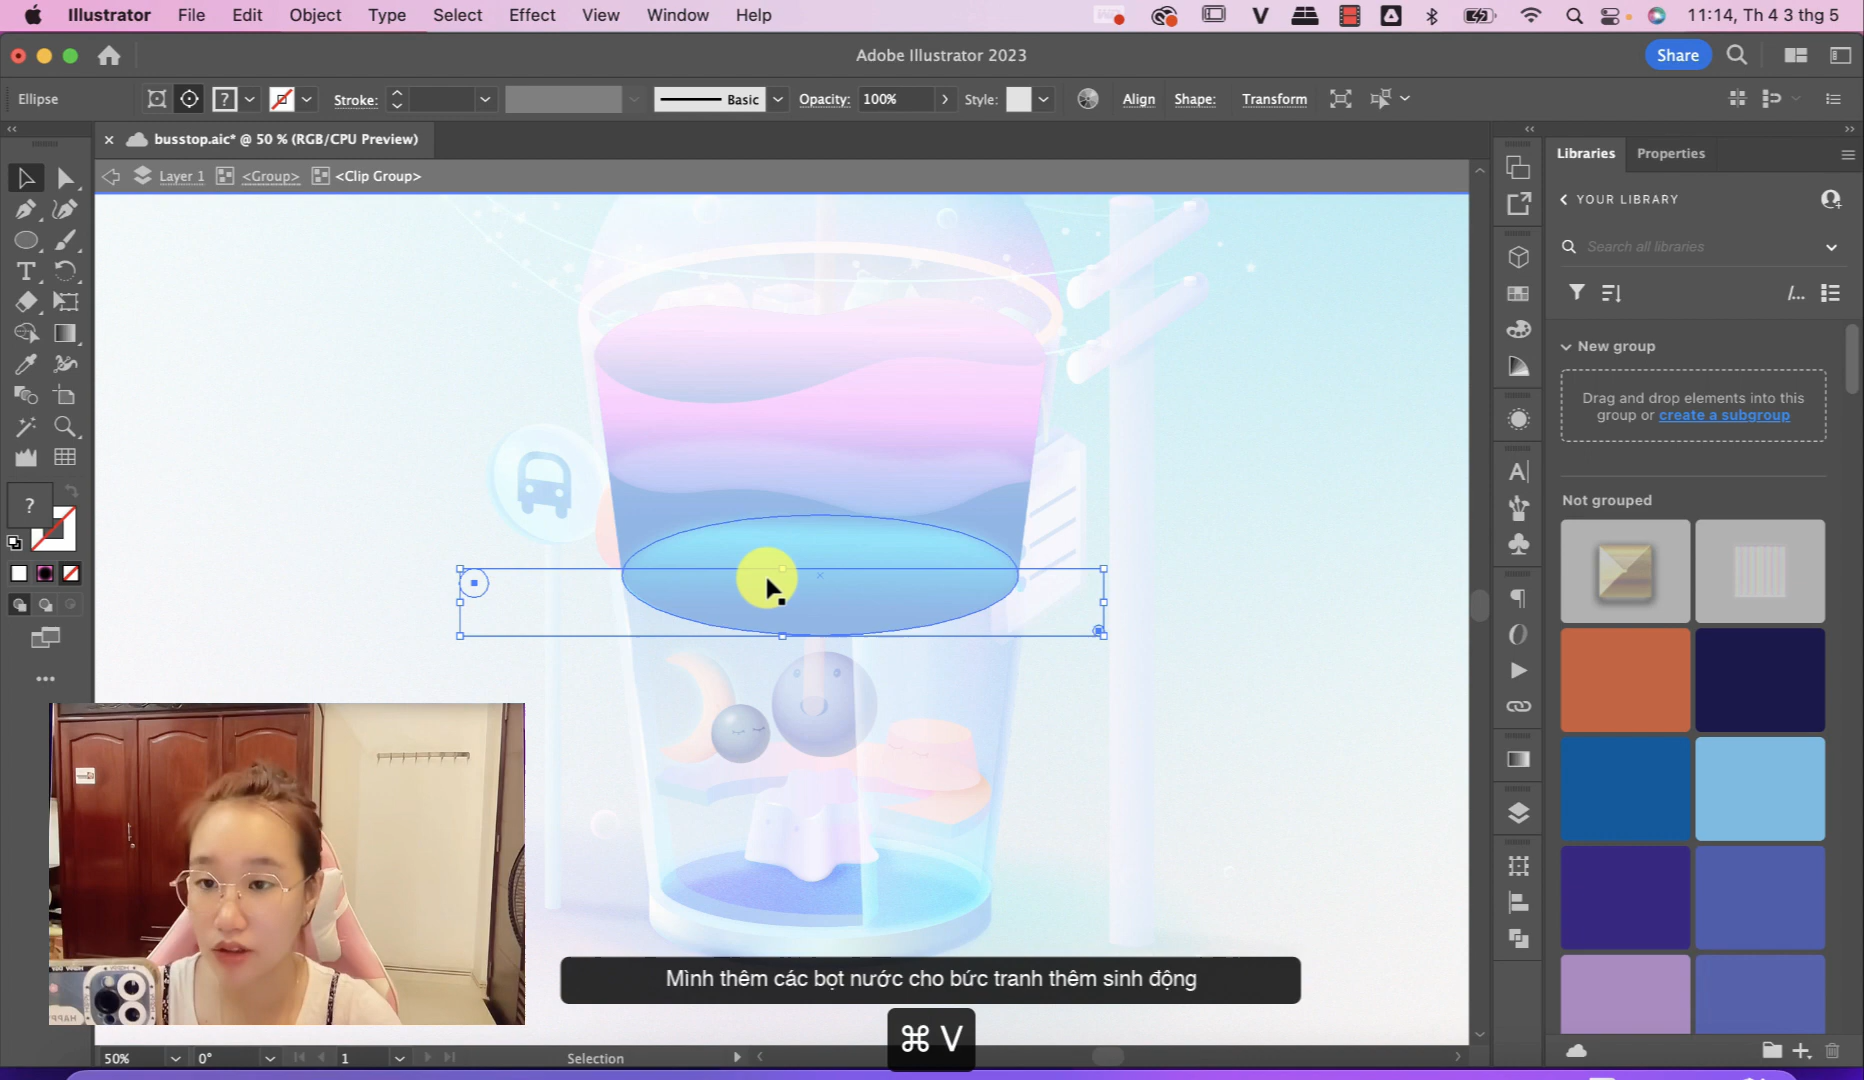 Illustrator File Edit Object Type Select Effect View Window Help
11:14, Th 4 3 thg 5
Adobe Illustrator 2023
Share
Ellipse
?
Stroke:
Basic
Opacity: 100%
Style:
Align
Shape:
Transform
busstop.aic* @ 50 % (RGB/CPU Preview)
Layer 1 <Group> <Clip Group>
Libraries Properties
YOUR LIBRARY
Search all libraries
New group
Drag and drop elements into this
group or create a subgroup
Not grouped
?
Mình thêm các bọt nước cho bức tranh thêm sinh động
⌘ V
50% 0° 1 Selection